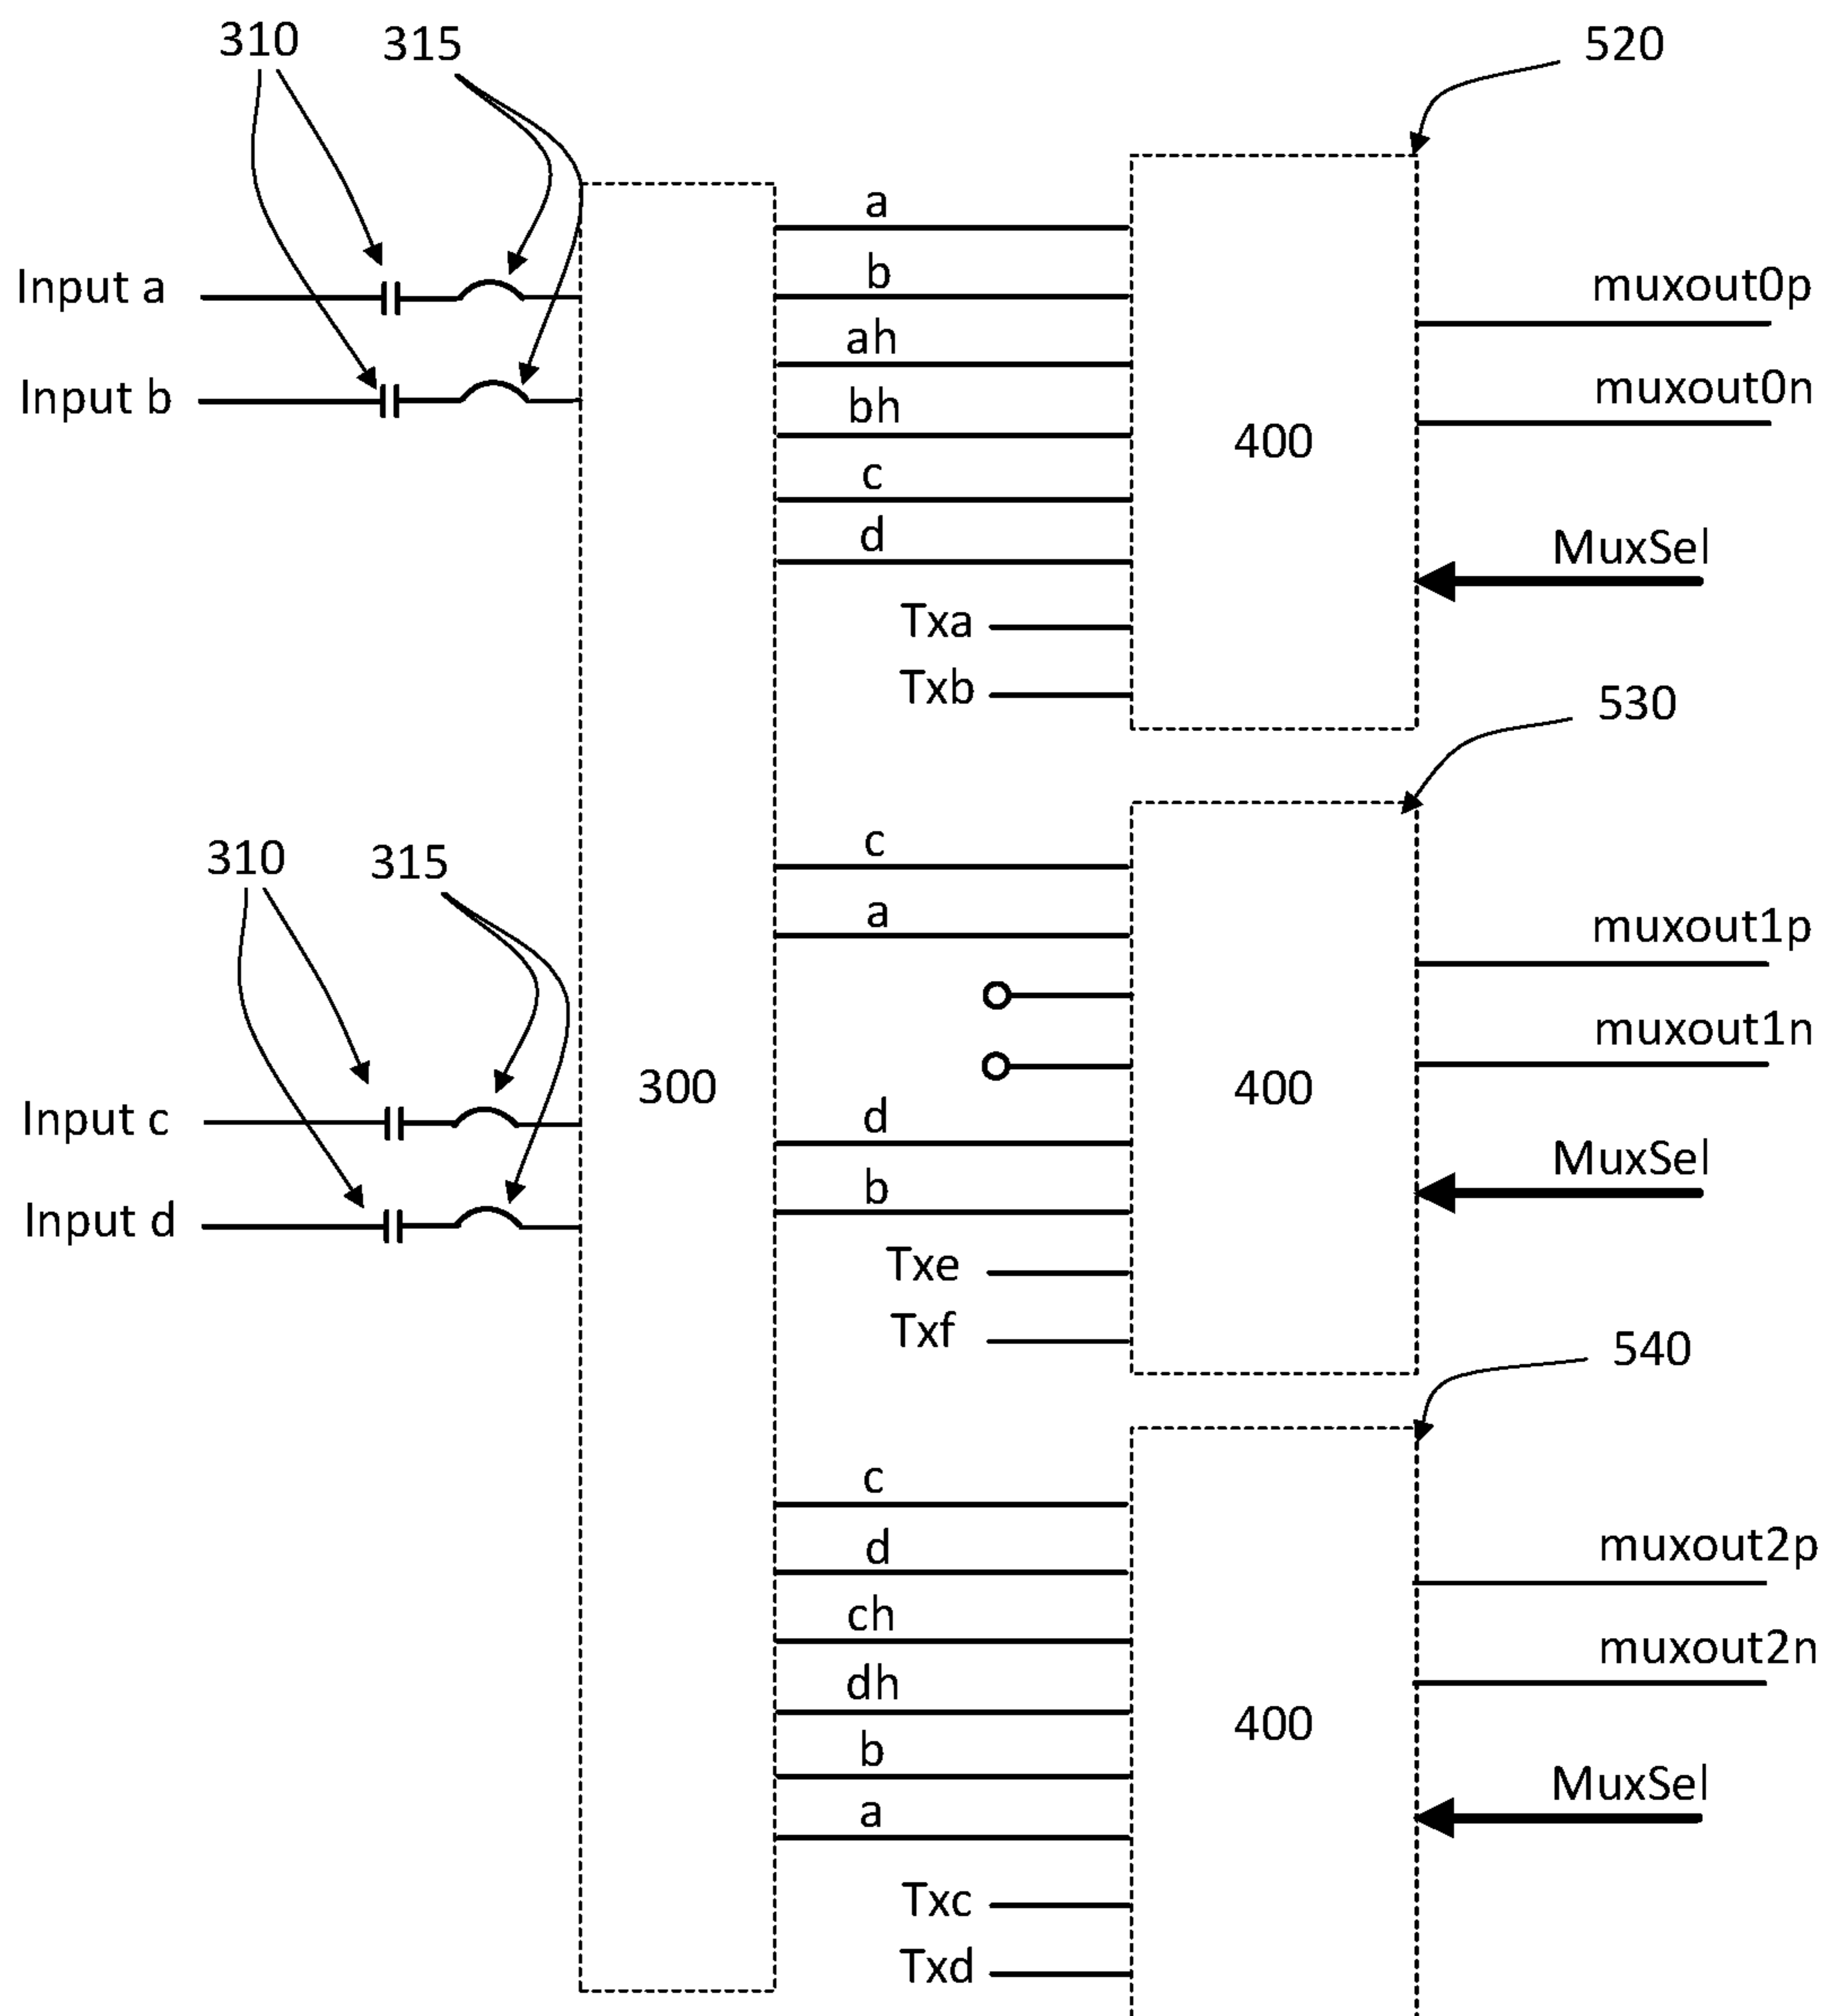 310
315
520
Input a
Input b
a
b
ah
bh
c
d
Txa
Txb
400
muxout0p
muxout0n
MuxSel
530
310
315
Input c
Input d
300
c
a
d
b
Txe
Txf
400
muxout1p
muxout1n
MuxSel
540
c
d
ch
dh
b
a
Txc
Txd
400
muxout2p
muxout2n
MuxSel